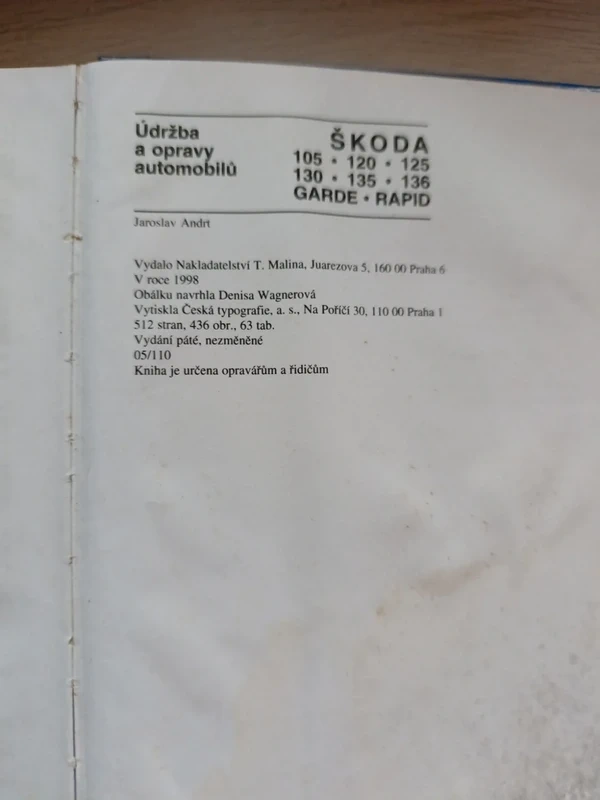 Údržba
a opravy
automobilů
ŠKODA
105 • 120 • 125
130 • 135 • 136
GARDE • RAPID
Jaroslav Andrt
Vydalo Nakladatelství T. Malina, Juarezova 5, 160 00 Praha 6
V roce 1998
Obálku navrhla Denisa Wagnerová
Vytiskla Česká typografie, a. s., Na Poříčí 30, 110 00 Praha 1
512 stran, 436 obr., 63 tab.
Vydání páté, nezměněné
05/110
Kniha je určena opravářům a řidičům